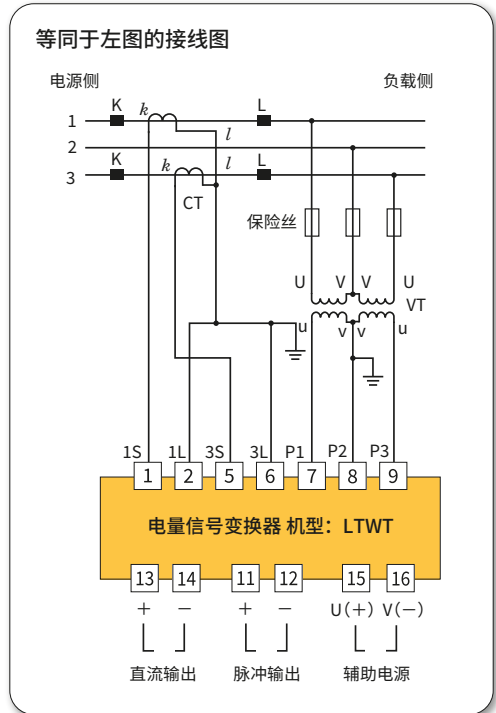 等同于左图的接线图
电源侧 负载侧
K k L
1
l
2
K k l L
3
CT
保险丝
U V V U
VT
u v v u
1S 1L 3S 3L P1 P2 P3
1 2 5 6 7 8 9
电量信号变换器 机型：LTWT
13 14 11 12 15 16
＋ － ＋ － U(＋) V(－)
直流输出 脉冲输出 辅助电源